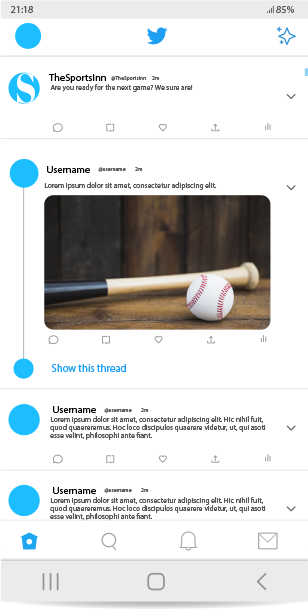 21:18
85%
S
TheSportsInn @TheSportsInn 2m
Are you ready for the next game? We sure are!
Username @username 2m
Lorem ipsum dolor sit amet, consectetur adipiscing elit.
Show this thread
Username @username 2m
Lorem ipsum dolor sit amet, consectetur adipiscing elit. Hic nihil fuit,
quod quaereremus. Hoc loco discipulos quaerere videtur, ut, qui asoti
esse velint, philosophi ante fiant.
Username @username 2m
Lorem ipsum dolor sit amet, consectetur adipiscing elit. Hic nihil fuit,
quod quaereremus. Hoc loco discipulos quaerere videtur, ut, qui asoti
esse velint, philosophi ante fiant.